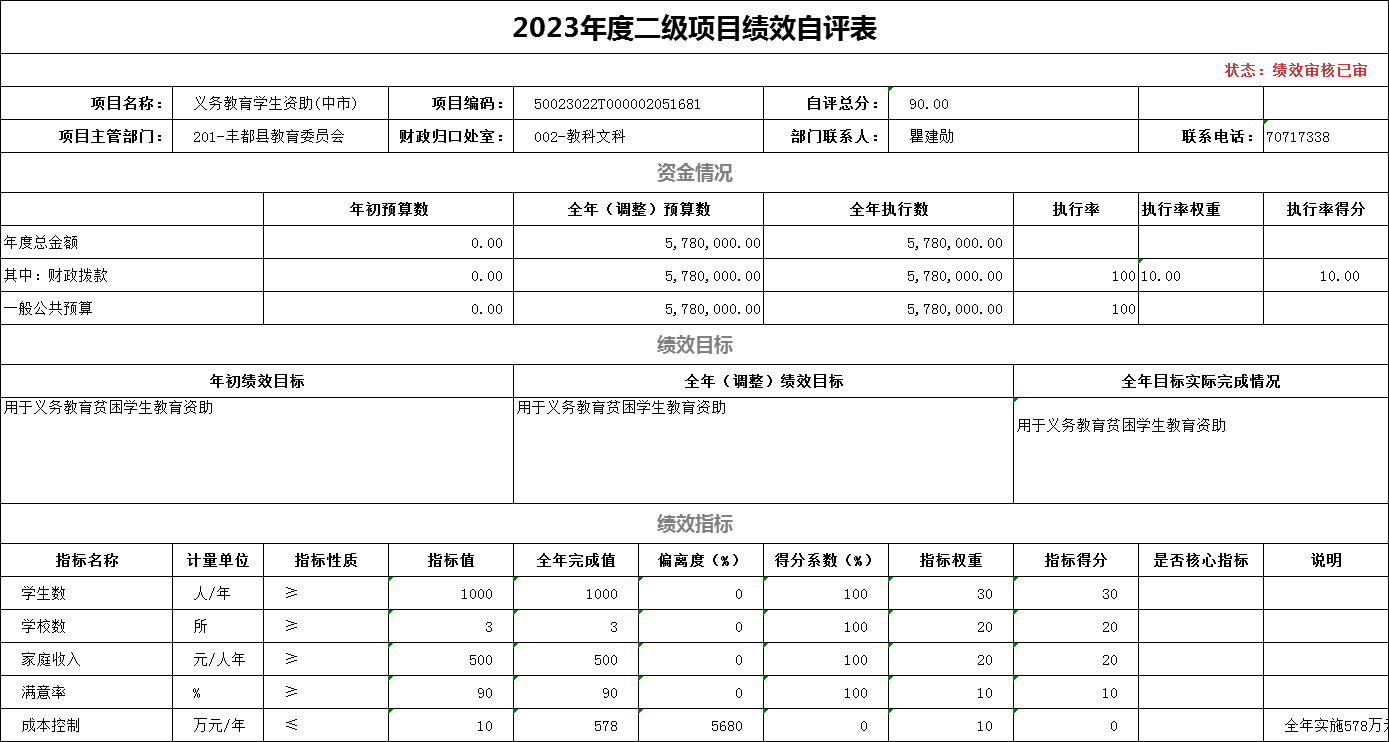 2023年度二级项目绩效自评表
状态：绩效审核已审
项目名称： 义务教育学生资助(中市) 项目编码： 50023022T000002051681 自评总分： 90.00
项目主管部门： 201-丰都县教育委员会 财政归口处室： 002-教科文科 部门联系人： 瞿建勋 联系电话： 70717338
资金情况
年初预算数 全年（调整）预算数 全年执行数 执行率 执行率权重 执行率得分
年度总金额 0.00 5,780,000.00 5,780,000.00
其中：财政拨款 0.00 5,780,000.00 5,780,000.00 100 10.00 10.00
一般公共预算 0.00 5,780,000.00 5,780,000.00 100
绩效目标
年初绩效目标 全年（调整）绩效目标 全年目标实际完成情况
用于义务教育贫困学生教育资助 用于义务教育贫困学生教育资助 用于义务教育贫困学生教育资助
绩效指标
指标名称 计量单位 指标性质 指标值 全年完成值 偏离度（%） 得分系数（%） 指标权重 指标得分 是否核心指标 说明
学生数 人/年 ≥ 1000 1000 0 100 30 30
学校数 所 ≥ 3 3 0 100 20 20
家庭收入 元/人年 ≥ 500 500 0 100 20 20
满意率 % ≥ 90 90 0 100 10 10
成本控制 万元/年 ≤ 10 578 5680 0 10 0 全年实施578万